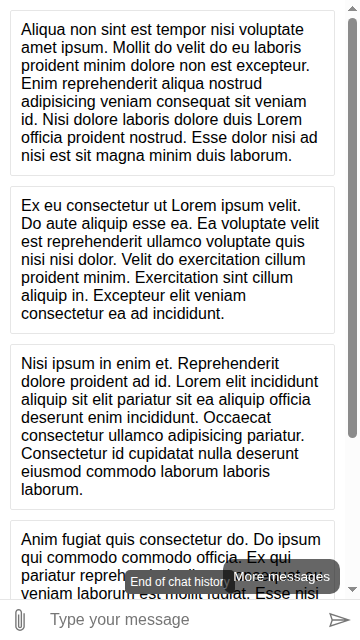 Aliqua non sint est tempor nisi voluptate
amet ipsum. Mollit do velit do eu laboris
proident minim dolore non est excepteur.
Enim reprehenderit aliqua nostrud
adipisicing veniam consequat sit veniam
id. Nisi dolore laboris dolore duis Lorem
officia proident nostrud. Esse dolor nisi ad
nisi est sit magna minim duis laborum.
Ex eu consectetur ut Lorem ipsum velit.
Do aute aliquip esse ea. Ea voluptate velit
est reprehenderit ullamco voluptate quis
nisi nisi dolor. Velit do exercitation cillum
proident minim. Exercitation sint cillum
aliquip in. Excepteur elit veniam
consectetur ea ad incididunt.
Nisi ipsum in enim et. Reprehenderit
dolore proident ad id. Lorem elit incididunt
aliquip sit elit pariatur sit ea aliquip officia
deserunt enim incididunt. Occaecat
consectetur ullamco adipisicing pariatur.
Consectetur id cupidatat nulla deserunt
eiusmod commodo laborum laboris
laborum.
Anim fugiat quis consectetur do. Do ipsum
qui commodo commodo officia. Ex qui
pariatur
End of chat history
More messages
veniam laborum est mollit fugiat. Esse nisi
Type your message